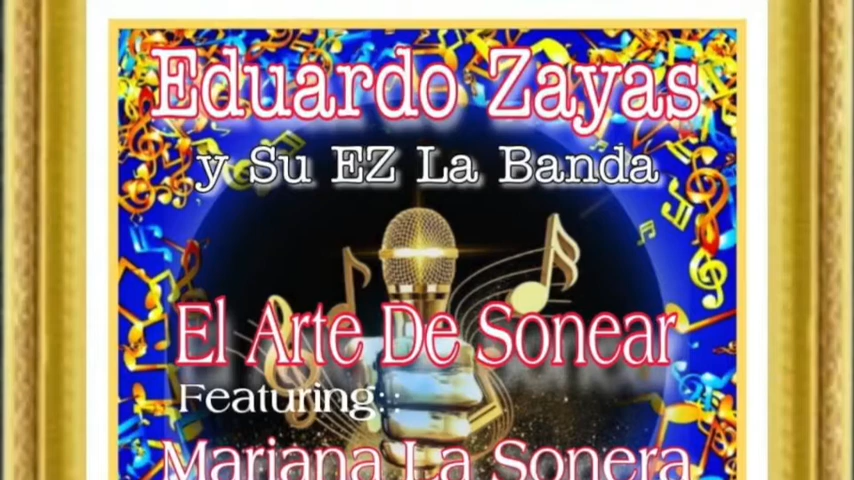 Eduardo Zayas
y Su EZ La Banda
El Arte De Sonear
Featuring::
Mariana La Sonera